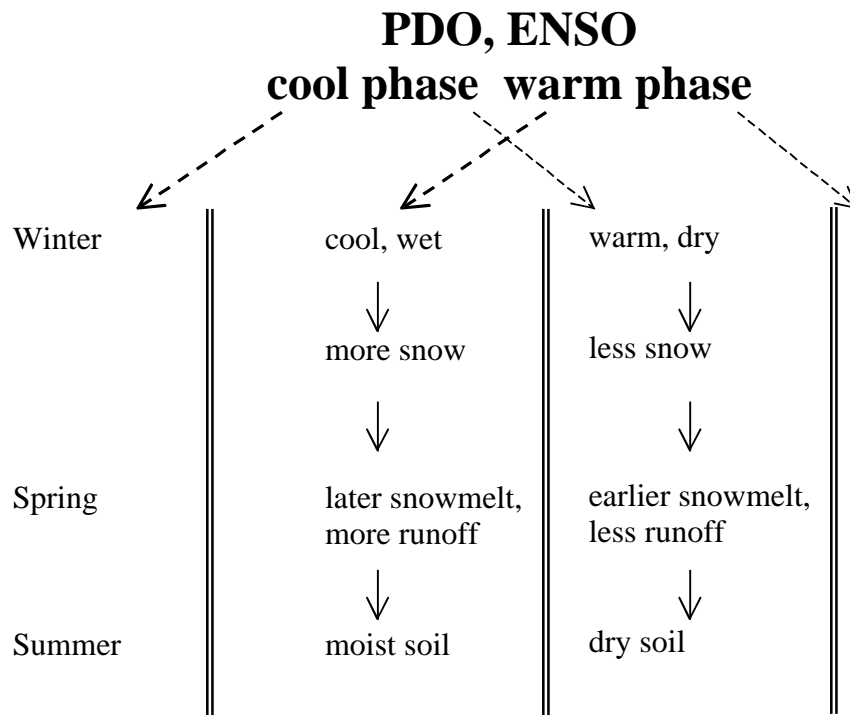 PDO, ENSO
cool phase warm phase
Winter
cool, wet
warm, dry
more snow
less snow
Spring
later snowmelt,
more runoff
earlier snowmelt,
less runoff
Summer
moist soil
dry soil